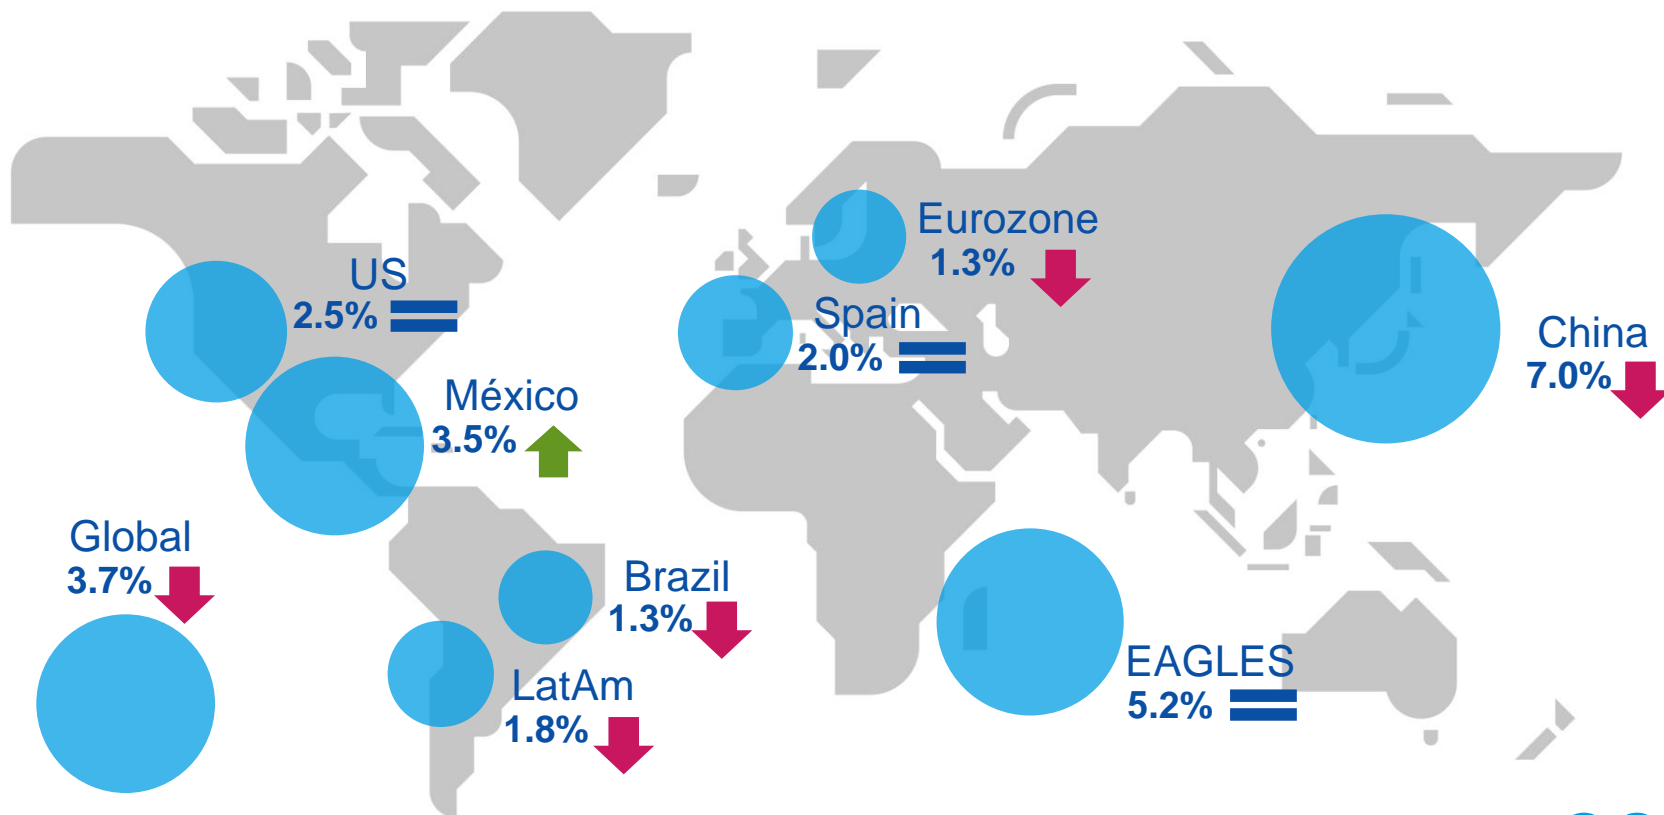 Eurozone
1.3%
US
2.5%
Spain
2.0%
China
7.0%
México
3.5%
Global
3.7%
Brazil
1.3%
LatAm
1.8%
EAGLES
5.2%